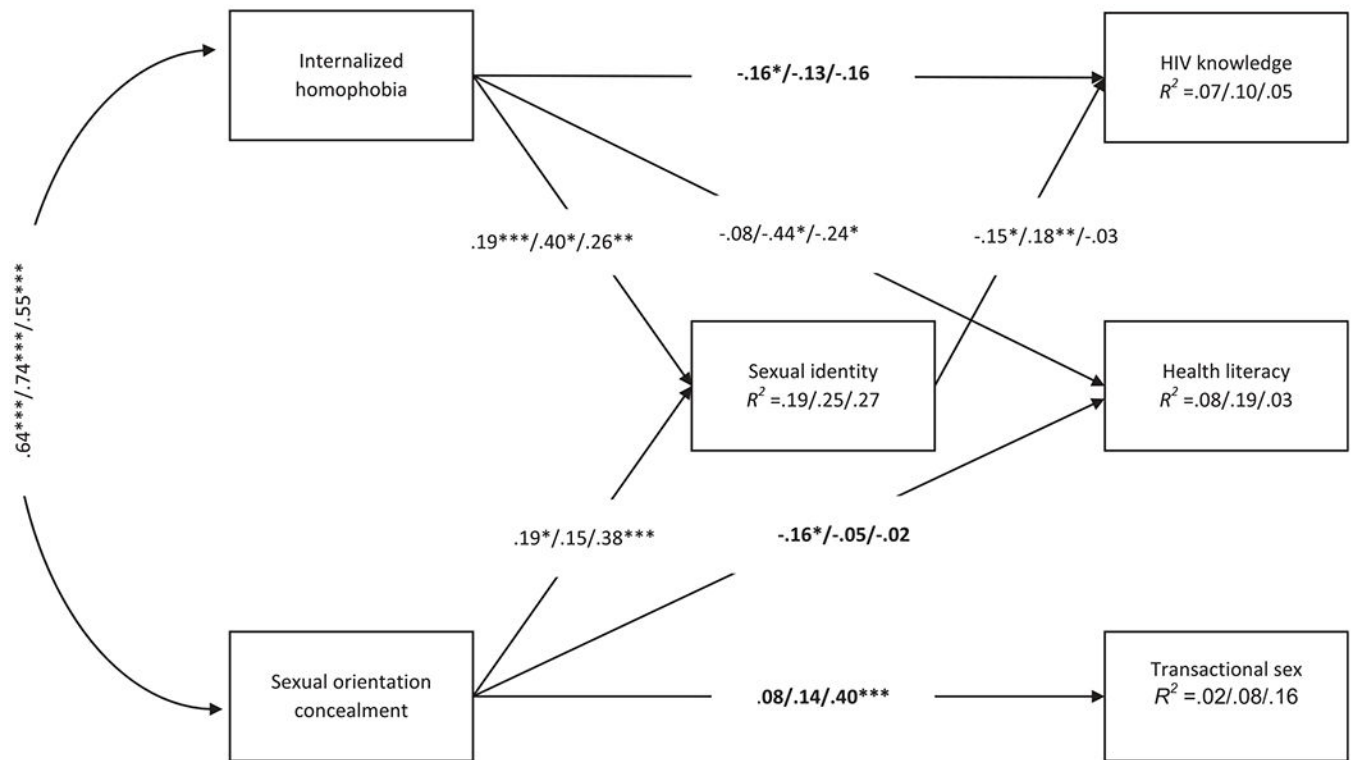 Internalized
homophobia
-.16*/-.13/-.16
HIV knowledge
R² =.07/.10/.05
.19***/.40*/.26**
-.08/-.44*/-.24*
-.15*/.18**/-.03
.64***/.74***/.55***
Sexual identity
R² =.19/.25/.27
Health literacy
R² =.08/.19/.03
.19*/.15/.38***
-.16*/-.05/-.02
Sexual orientation
concealment
.08/.14/.40***
Transactional sex
R² =.02/.08/.16